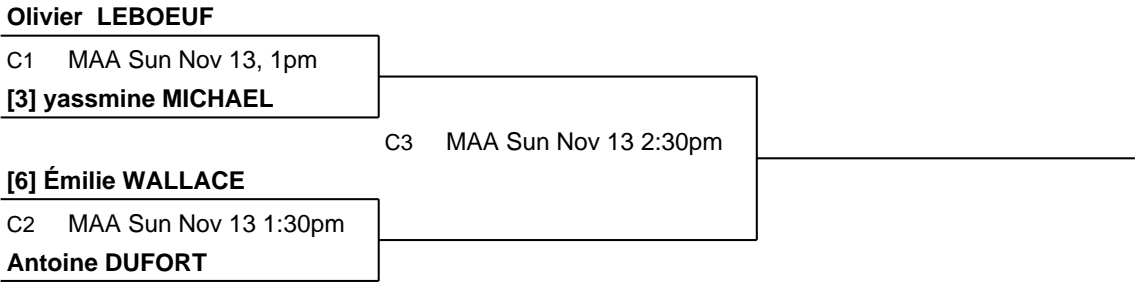 Olivier LEBOEUF
C1 MAA Sun Nov 13, 1pm
[3] yassmine MICHAEL
C3 MAA Sun Nov 13 2:30pm
[6] Émilie WALLACE
C2 MAA Sun Nov 13 1:30pm
Antoine DUFORT